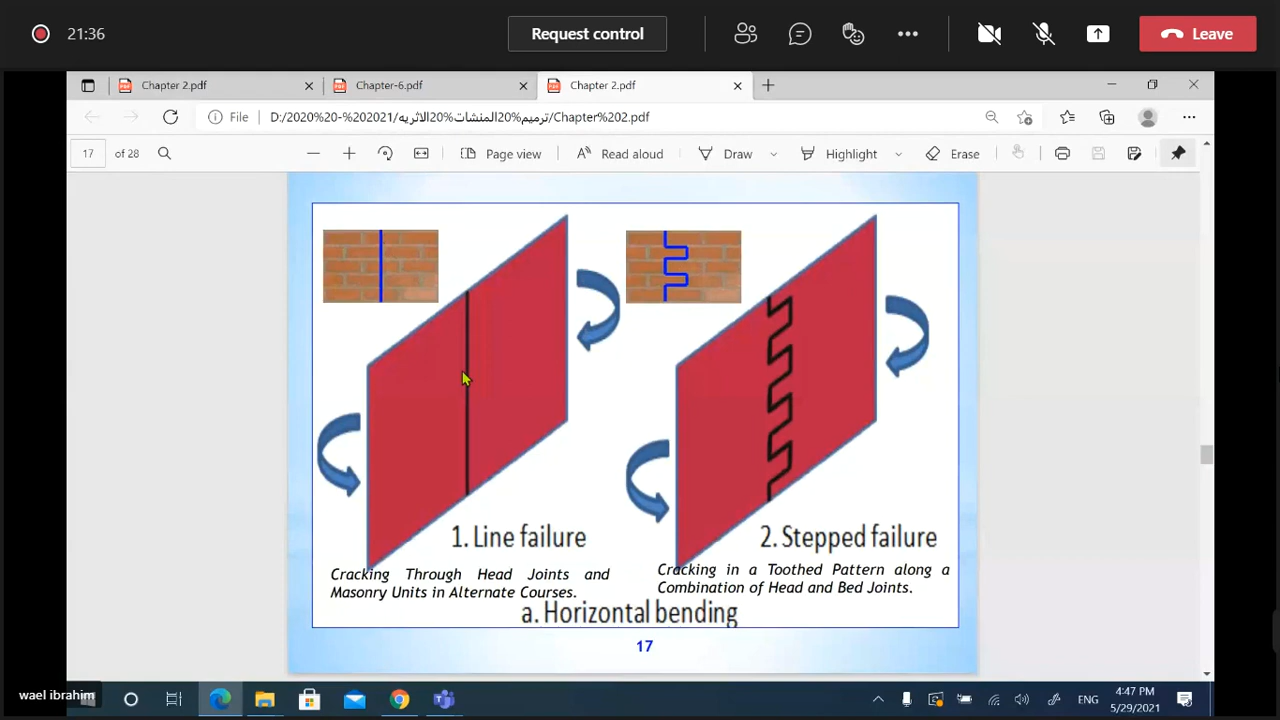 21:36
Request control
Leave
Chapter 2.pdf
Chapter-6.pdf
Chapter 2.pdf
File
D:/2020%20-%202021/ترميم%20المنشات%20الاثريه/Chapter%202.pdf
17 of 28
Page view
Read aloud
Draw
Highlight
Erase
1. Line failure
2. Stepped failure
Cracking Through Head Joints and
Masonry Units in Alternate Courses.
Cracking in a Toothed Pattern along a
Combination of Head and Bed Joints.
a. Horizontal bending
17
wael ibrahim
ENG
4:47 PM
5/29/2021